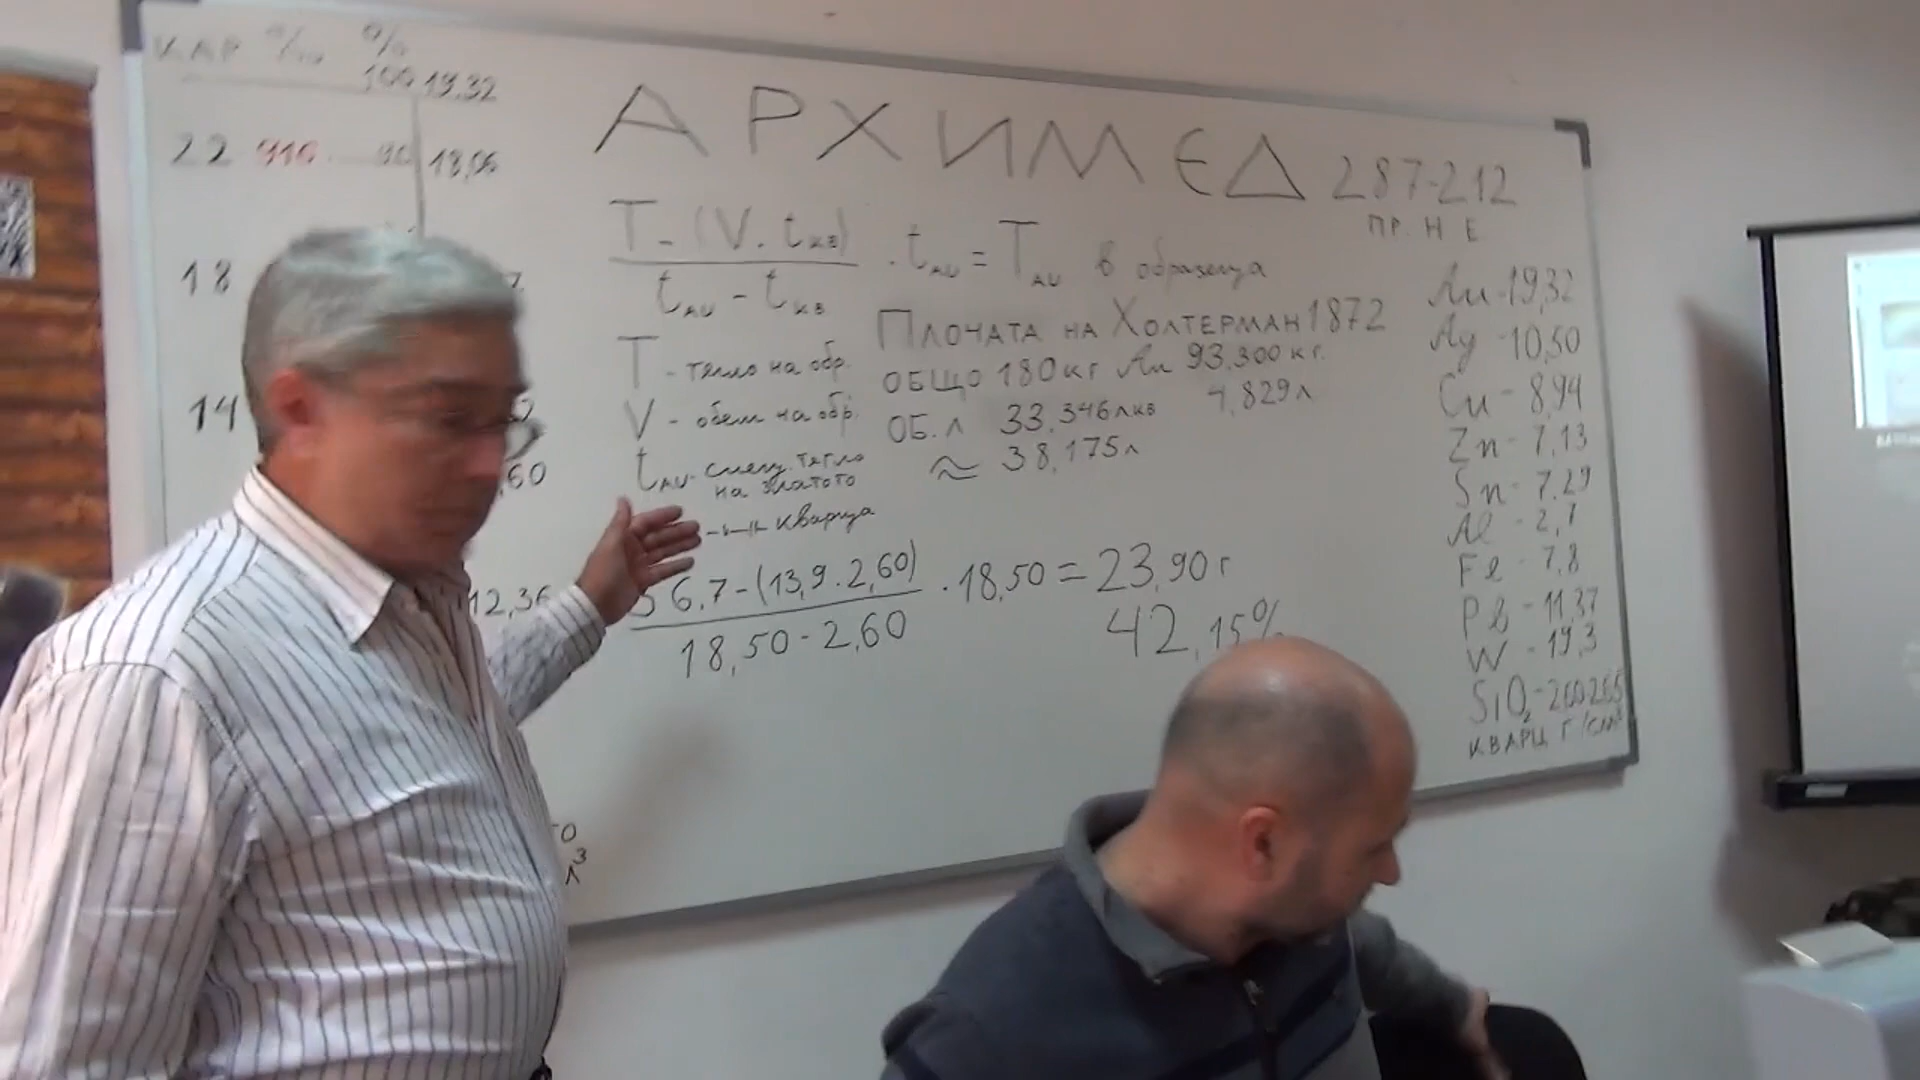 КАР % %
100 19,32
22 916 18,06
18
14
,60
12,36
АРХИМЕД 287-212
ПР. Н Е
T - (V . tкв)
tAU - tкв
. tAU = TAU в образеца
T - тегло на обр.
V - обем на обр.
tAU - спец. тегло
на златото
-"- кварца
ПЛОЧАТА НА ХОЛТЕРМАН 1872
ОБЩО 180 кг Au 93,300 кг.
ОБ. Л 33,346 л кв 4,829 л
≈ 38,175 л
56,7 - (13,9 . 2,60)
18,50 - 2,60
. 18,50 = 23,90 г
42,15%
Au - 19,32
Ag - 10,50
Cu - 8,94
Zn - 7,13
Sn - 7.29
Al - 2,7
Fe - 7,8
Pb - 11,37
W - 19,3
SiO2 - 2,60-2,65
КВАРЦ Г/см³